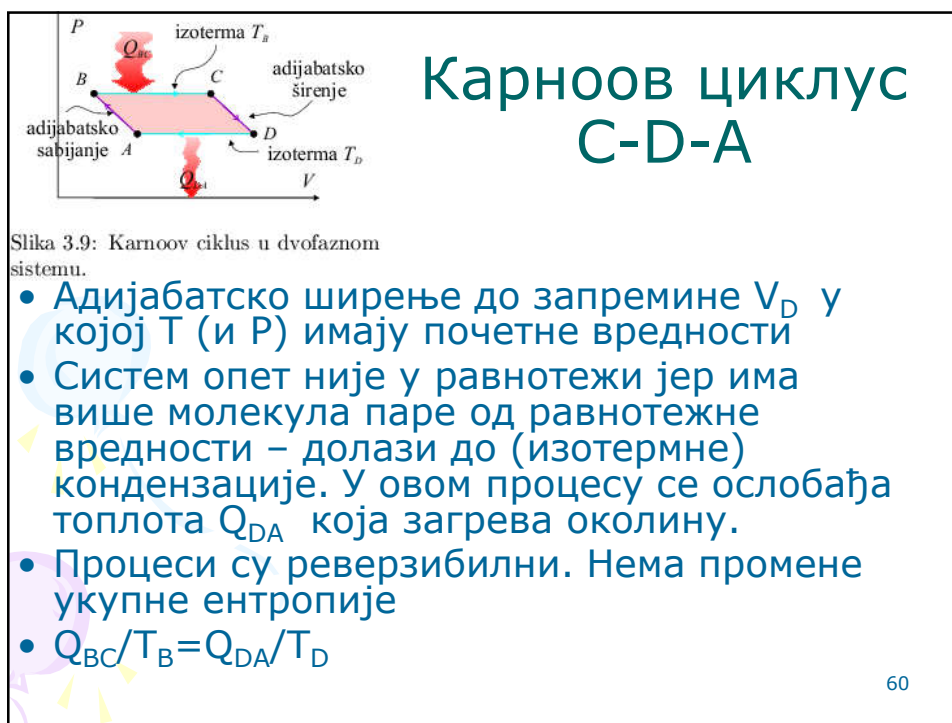 P
izoterma T_B
Q_BC
B
C
adijabatsko
širenje
adijabatsko
sabijanje
A
D
izoterma T_D
Q_DA
V
Slika 3.9: Karnoov ciklus u dvofaznom
sistemu.
Карноов циклус
C-D-A
• Адијабатско ширење до запремине V_D у
којој Т (и Р) имају почетне вредности
• Систем опет није у равнотежи јер има
више молекула паре од равнотежне
вредности – долази до (изотермне)
кондензације. У овом процесу се ослобађа
топлота Q_DA која загрева околину.
• Процеси су реверзибилни. Нема промене
укупне ентропије
• Q_BC/T_B=Q_DA/T_D
60